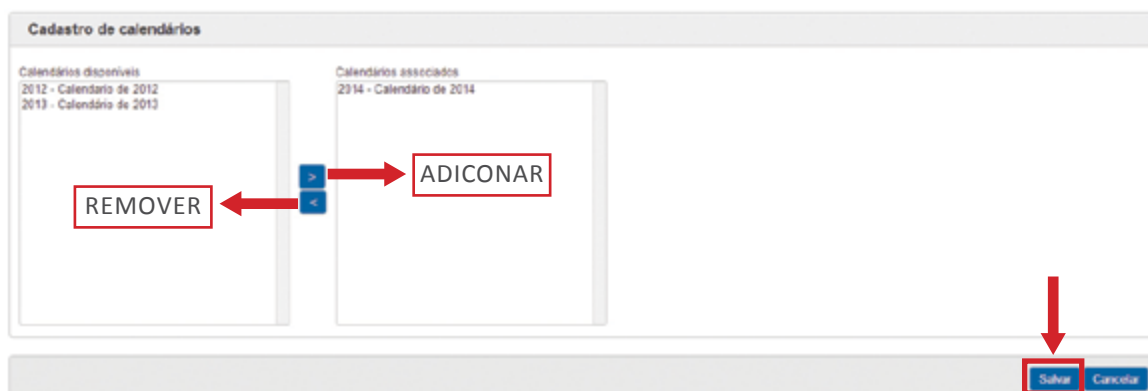 Cadastro de calendários
Calendários disponíveis
2012 - Calendario de 2012
2013 - Calendário de 2013
Calendários associados
2014 - Calendário de 2014
>
ADICONAR
REMOVER
<
Salvar
Cancelar